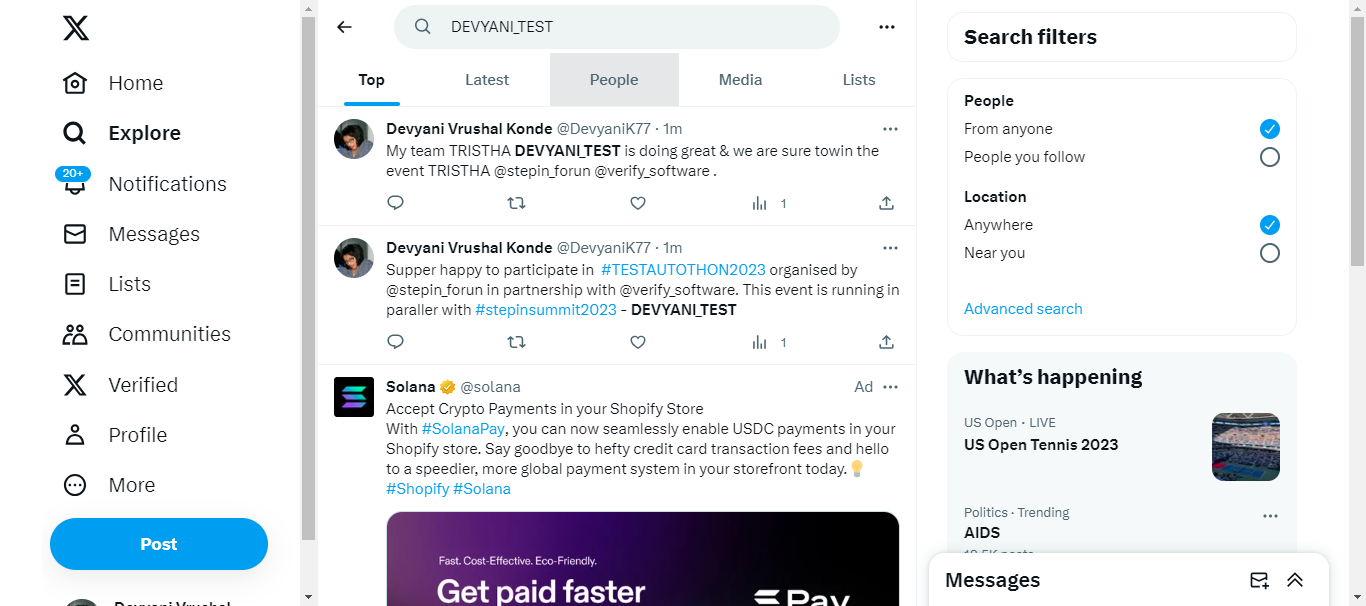 DEVYANI_TEST
Search filters
Home
Top
Latest
People
Media
Lists
People
Explore
Devyani Vrushal Konde @DevyaniK77 · 1m
From anyone
My team TRISTHA DEVYANI_TEST is doing great & we are sure towin the
event TRISTHA @stepin_forun @verify_software .
People you follow
20+
Notifications
1
Location
Anywhere
Messages
Devyani Vrushal Konde @DevyaniK77 · 1m
Near you
Supper happy to participate in #TESTAUTOTHON2023 organised by
@stepin_forun in partnership with @verify_software. This event is running in
paraller with #stepinsummit2023 - DEVYANI_TEST
Lists
Advanced search
Communities
1
Verified
Solana @solana
Ad
What's happening
Accept Crypto Payments in your Shopify Store
With #SolanaPay, you can now seamlessly enable USDC payments in your
Shopify store. Say goodbye to hefty credit card transaction fees and hello
to a speedier, more global payment system in your storefront today.
#Shopify #Solana
US Open · LIVE
US Open Tennis 2023
Profile
More
Politics · Trending
AIDS
Post
Fast. Cost-Effective. Eco-Friendly.
Get paid faster
Pay
Messages
Devyani Vrushal